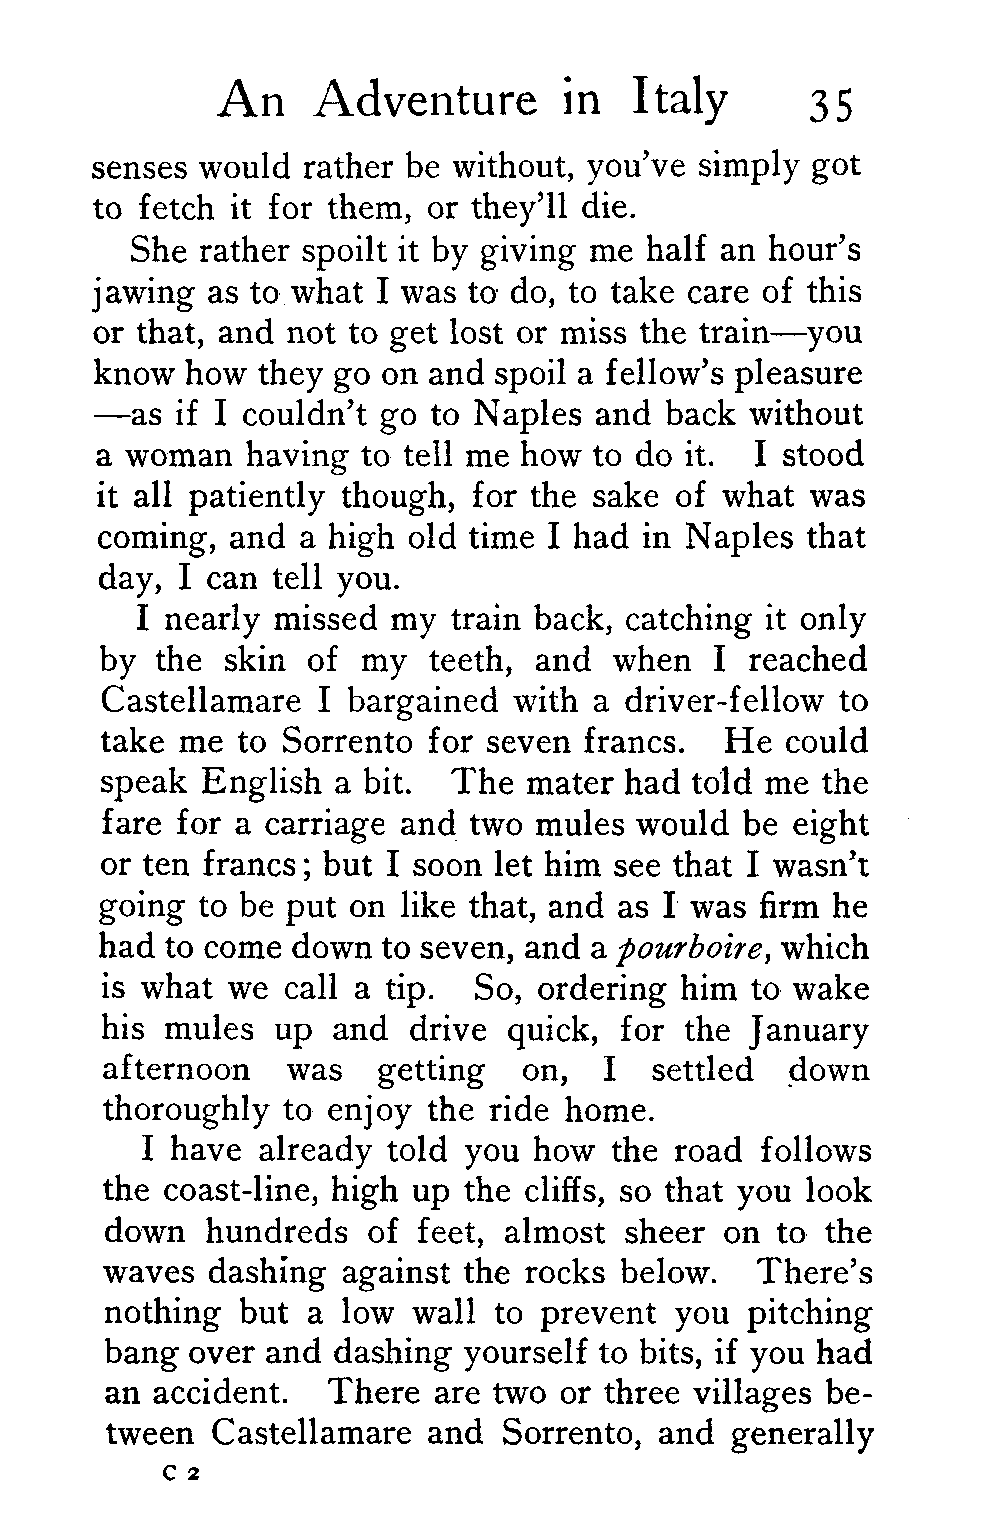 An Adventure in Italy 35
senses would rather be without, you've simply got
to fetch it for them, or they'll die.
She rather spoilt it by giving me half an hour's
jawing as to what I was to do, to take care of this
or that, and not to get lost or miss the train—you
know how they go on and spoil a fellow's pleasure
—as if I couldn't go to Naples and back without
a woman having to tell me how to do it. I stood
it all patiently though, for the sake of what was
coming, and a high old time I had in Naples that
day, I can tell you.
I nearly missed my train back, catching it only
by the skin of my teeth, and when I reached
Castellamare I bargained with a driver-fellow to
take me to Sorrento for seven francs. He could
speak English a bit. The mater had told me the
fare for a carriage and two mules would be eight
or ten francs; but I soon let him see that I wasn't
going to be put on like that, and as I was firm he
had to come down to seven, and a pourboire, which
is what we call a tip. So, ordering him to wake
his mules up and drive quick, for the January
afternoon was getting on, I settled down
thoroughly to enjoy the ride home.
I have already told you how the road follows
the coast-line, high up the cliffs, so that you look
down hundreds of feet, almost sheer on to the
waves dashing against the rocks below. There's
nothing but a low wall to prevent you pitching
bang over and dashing yourself to bits, if you had
an accident. There are two or three villages be-
tween Castellamare and Sorrento, and generally
C 2